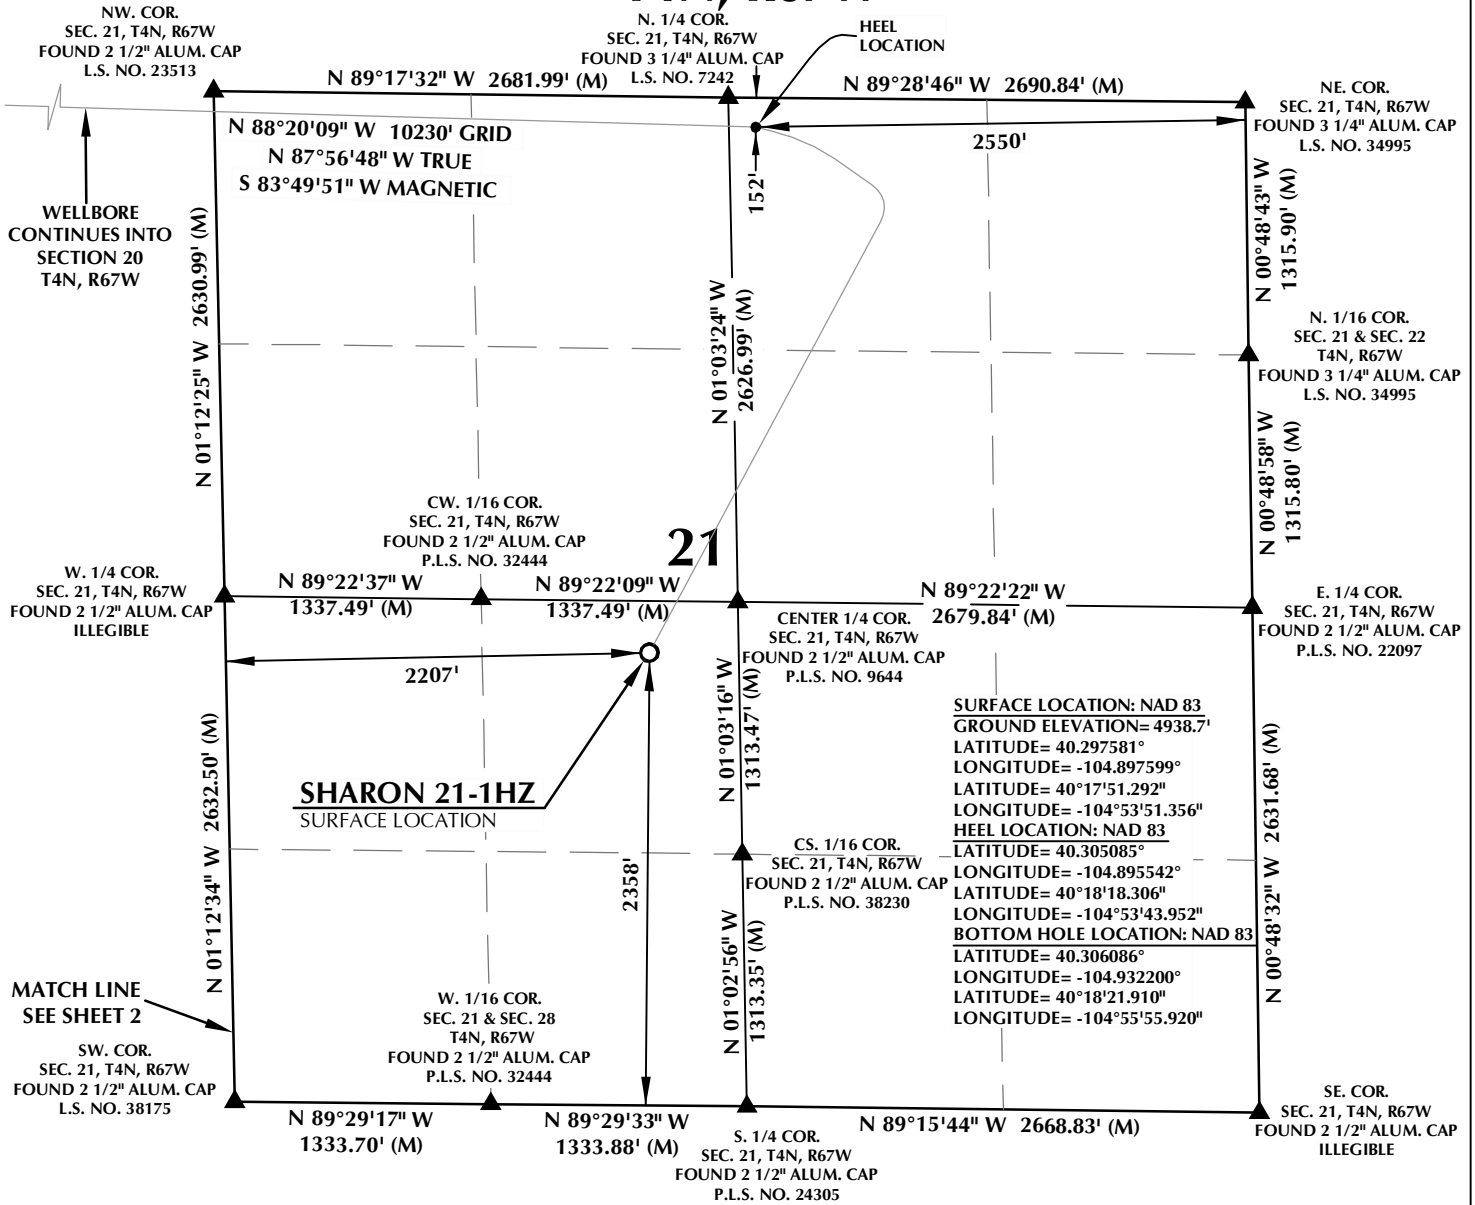 NW. COR.
SEC. 21, T4N, R67W
FOUND 2 1/2" ALUM. CAP
L.S. NO. 23513
N. 1/4 COR.
SEC. 21, T4N, R67W
FOUND 3 1/4" ALUM. CAP
L.S. NO. 7242
HEEL
LOCATION
NE. COR.
SEC. 21, T4N, R67W
FOUND 3 1/4" ALUM. CAP
L.S. NO. 34995
N 89°17'32" W 2681.99' (M)
N 89°28'46" W 2690.84' (M)
N 88°20'09" W 10230' GRID
N 87°56'48" W TRUE
S 83°49'51" W MAGNETIC
2550'
152'
WELLBORE
CONTINUES INTO
SECTION 20
T4N, R67W
N 01°12'25" W 2630.99' (M)
N 01°03'24" W
2626.99' (M)
N 00°48'43" W
1315.90' (M)
N. 1/16 COR.
SEC. 21 & SEC. 22
T4N, R67W
FOUND 3 1/4" ALUM. CAP
L.S. NO. 34995
N 00°48'58" W
1315.80' (M)
CW. 1/16 COR.
SEC. 21, T4N, R67W
FOUND 2 1/2" ALUM. CAP
P.L.S. NO. 32444
21
W. 1/4 COR.
SEC. 21, T4N, R67W
FOUND 2 1/2" ALUM. CAP
ILLEGIBLE
N 89°22'37" W
1337.49' (M)
N 89°22'09" W
1337.49' (M)
N 89°22'22" W
2679.84' (M)
E. 1/4 COR.
SEC. 21, T4N, R67W
FOUND 2 1/2" ALUM. CAP
P.L.S. NO. 22097
CENTER 1/4 COR.
SEC. 21, T4N, R67W
FOUND 2 1/2" ALUM. CAP
P.L.S. NO. 9644
2207'
N 01°12'34" W 2632.50' (M)
N 01°03'16" W
1313.47' (M)
SHARON 21-1HZ
SURFACE LOCATION
2358'
SURFACE LOCATION: NAD 83
GROUND ELEVATION= 4938.7'
LATITUDE= 40.297581°
LONGITUDE= -104.897599°
LATITUDE= 40°17'51.292"
LONGITUDE= -104°53'51.356"
HEEL LOCATION: NAD 83
LATITUDE= 40.305085°
LONGITUDE= -104.895542°
LATITUDE= 40°18'18.306"
LONGITUDE= -104°53'43.952"
BOTTOM HOLE LOCATION: NAD 83
LATITUDE= 40.306086°
LONGITUDE= -104.932200°
LATITUDE= 40°18'21.910"
LONGITUDE= -104°55'55.920"
N 00°48'32" W 2631.68' (M)
CS. 1/16 COR.
SEC. 21, T4N, R67W
FOUND 2 1/2" ALUM. CAP
P.L.S. NO. 38230
N 01°02'56" W
1313.35' (M)
MATCH LINE
SEE SHEET 2
SW. COR.
SEC. 21, T4N, R67W
FOUND 2 1/2" ALUM. CAP
L.S. NO. 38175
W. 1/16 COR.
SEC. 21 & SEC. 28
T4N, R67W
FOUND 2 1/2" ALUM. CAP
P.L.S. NO. 32444
N 89°29'17" W
1333.70' (M)
N 89°29'33" W
1333.88' (M)
S. 1/4 COR.
SEC. 21, T4N, R67W
FOUND 2 1/2" ALUM. CAP
P.L.S. NO. 24305
N 89°15'44" W 2668.83' (M)
SE. COR.
SEC. 21, T4N, R67W
FOUND 2 1/2" ALUM. CAP
ILLEGIBLE